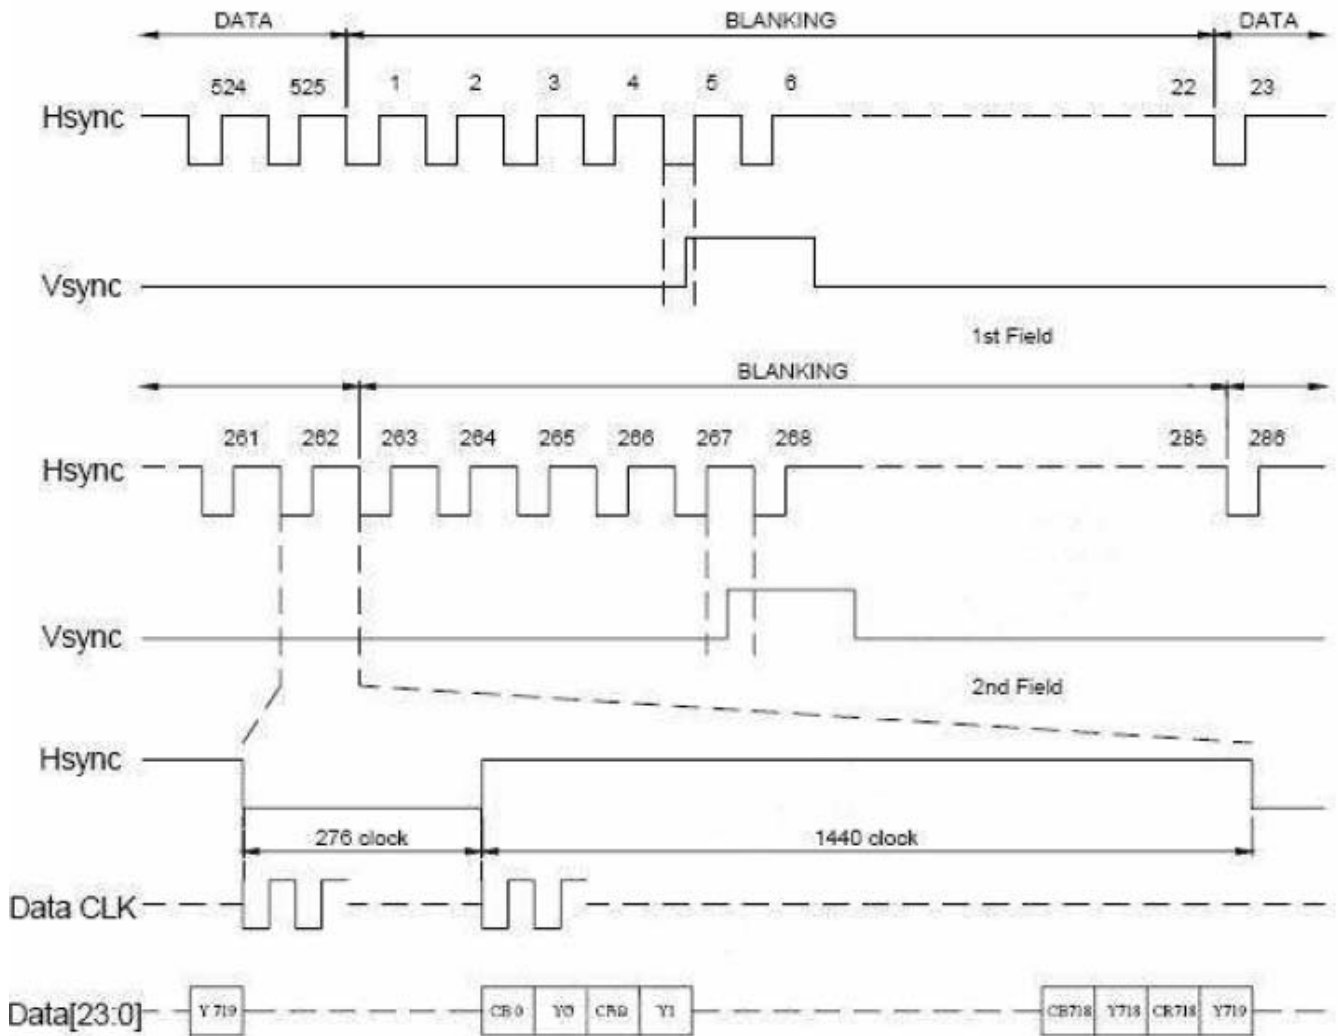 DATA BLANKING DATA
524 525 1 2 3 4 5 6 22 23
Hsync
Vsync
1st Field
BLANKING
261 262 263 264 265 266 267 268 285 286
Hsync
Vsync
2nd Field
Hsync
276 clock 1440 clock
Data CLK
Data[23:0] Y719 CB0 Y0 CR0 Y1 CB718 Y718 CR718 Y719